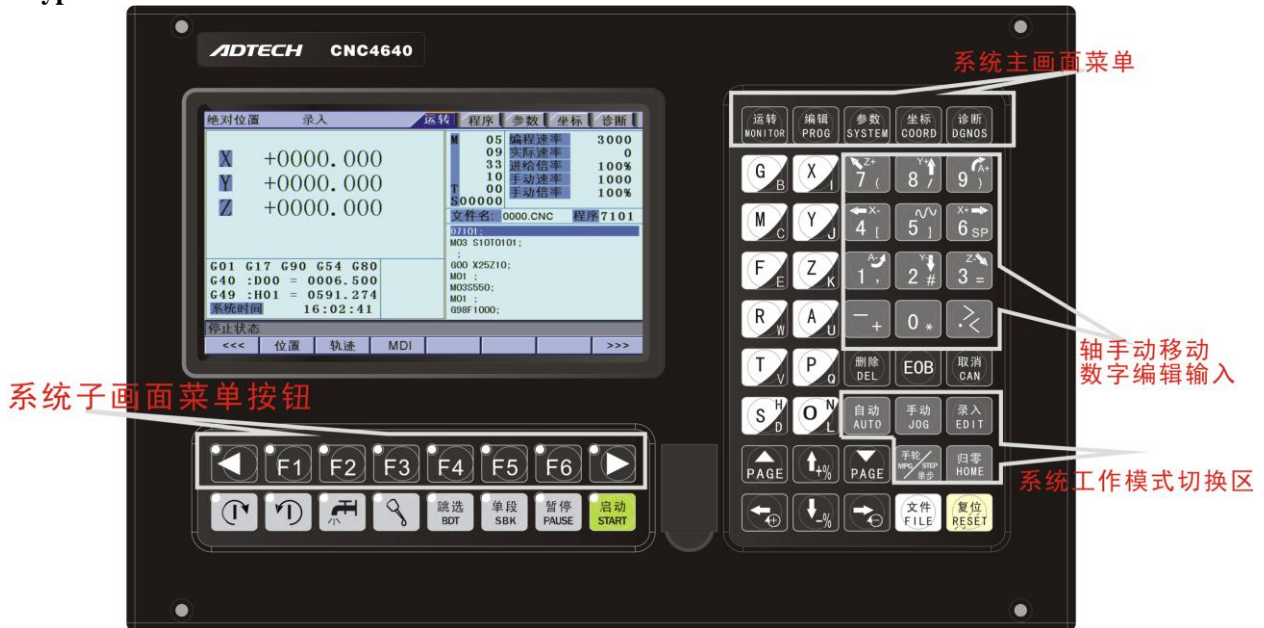 ADTECH CNC4640
系统主画面菜单
绝对位置 录入 运转 程序 参数 坐标 诊断
X +0000.000
Y +0000.000
Z +0000.000
M 05 编程速率 3000
09 实际速率 0
33 进给倍率 100%
10 手动速率 1000
T 00 手动倍率 100%
S00000
文件名: 0000.CNC 程序7101
O7101;
M03 S10T0101;
;
G00 X25Z10;
M01 ;
M03S550;
M01 ;
G98F1000;
G01 G17 G90 G54 G80
G40 :D00 = 0006.500
G49 :H01 = 0591.274
系统时间 16:02:41
停止状态
<<< 位置 轨迹 MDI >>>
系统子画面菜单按钮
F1 F2 F3 F4 F5 F6
跳选 BDT 单段 SBK 暂停 PAUSE 启动 START
运转 MONITOR 编辑 PROG 参数 SYSTEM 坐标 COORD 诊断 DGNOS
G B X I 7 ( Z+ 8 / Y+ 9 ) A+
M C Y J 4 [ X- 5 ] 6 SP X+
F E Z K 1 , A- 2 # Y- 3 = Z-
R W A U - + 0 * . > <
T V P Q 删除 DEL EOB 取消 CAN
S H D O N L 自动 AUTO 手动 JOG 录入 EDIT
PAGE +% PAGE 手轮 MPG STEP 单步 归零 HOME
-% 文件 FILE 复位 RESET
轴手动移动
数字编辑输入
系统工作模式切换区